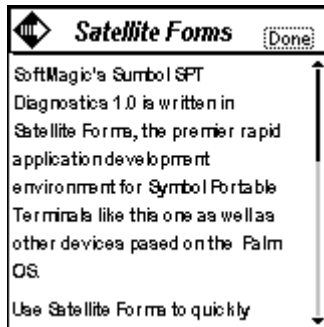 Satellite Forms
Done
SoftMagic's Sumbol SPT
Diagnostica 1.0 is written in
Satellite Forms, the premier rapid
application development
environment for Symbol Portable
Terminals like this one as well as
other devices pased on the Palm
OS.
Use Satellite Forms to quickly